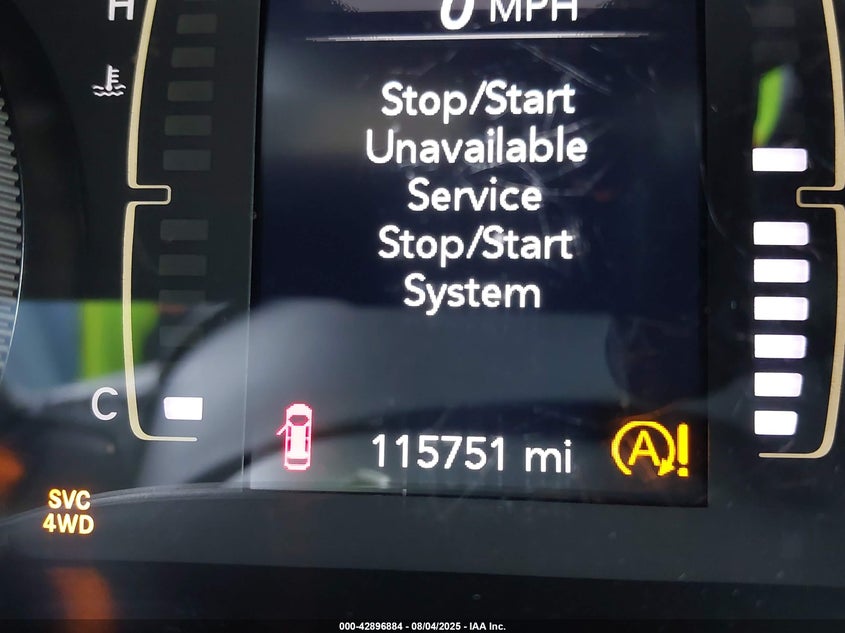 H
0 MPH
Stop/Start
Unavailable
Service
Stop/Start
System
C
115751 mi
A!
SVC
4WD
000-42896884 - 08/04/2025 - IAA Inc.